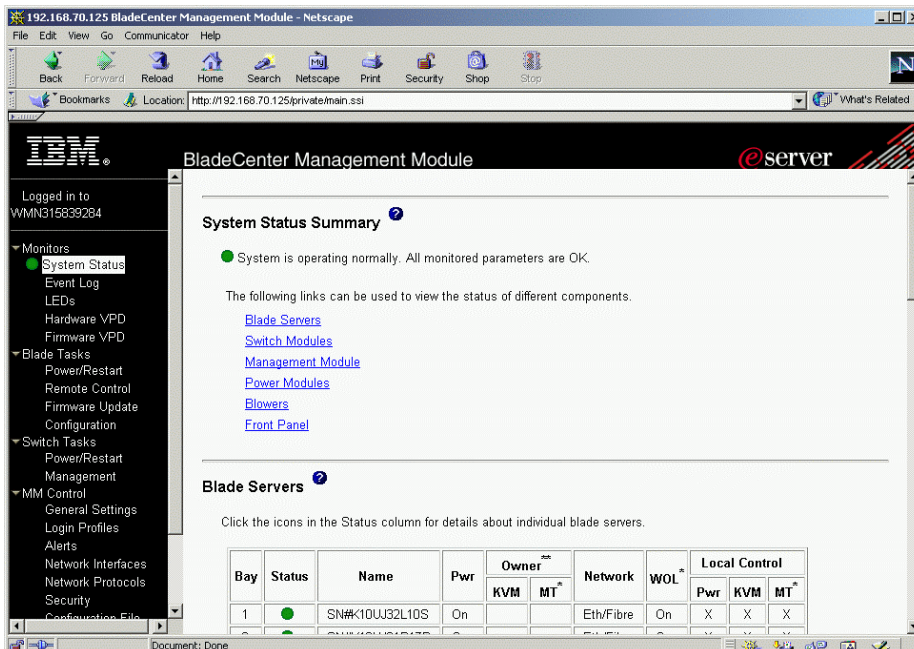 192.168.70.125 BladeCenter Management Module - Netscape
File Edit View Go Communicator Help
My
Back Forward Reload Home Search Netscape Print Security Shop Stop
N
Bookmarks Location: http://192.168.70.125/private/main.ssi What's Related
IBM. BladeCenter Management Module @server
Logged in to
WMN315839284
Monitors
System Status
Event Log
LEDs
Hardware VPD
Firmware VPD
Blade Tasks
Power/Restart
Remote Control
Firmware Update
Configuration
Switch Tasks
Power/Restart
Management
MM Control
General Settings
Login Profiles
Alerts
Network Interfaces
Network Protocols
Security
Configuration File
System Status Summary ?
System is operating normally. All monitored parameters are OK.
The following links can be used to view the status of different components.
Blade Servers
Switch Modules
Management Module
Power Modules
Blowers
Front Panel
Blade Servers ?
Click the icons in the Status column for details about individual blade servers.
Bay Status Name Pwr Owner** Network WOL* Local Control
KVM MT* Pwr KVM MT*
1 SN#K10UJ32L10S On Eth/Fibre On X X X
Document: Done